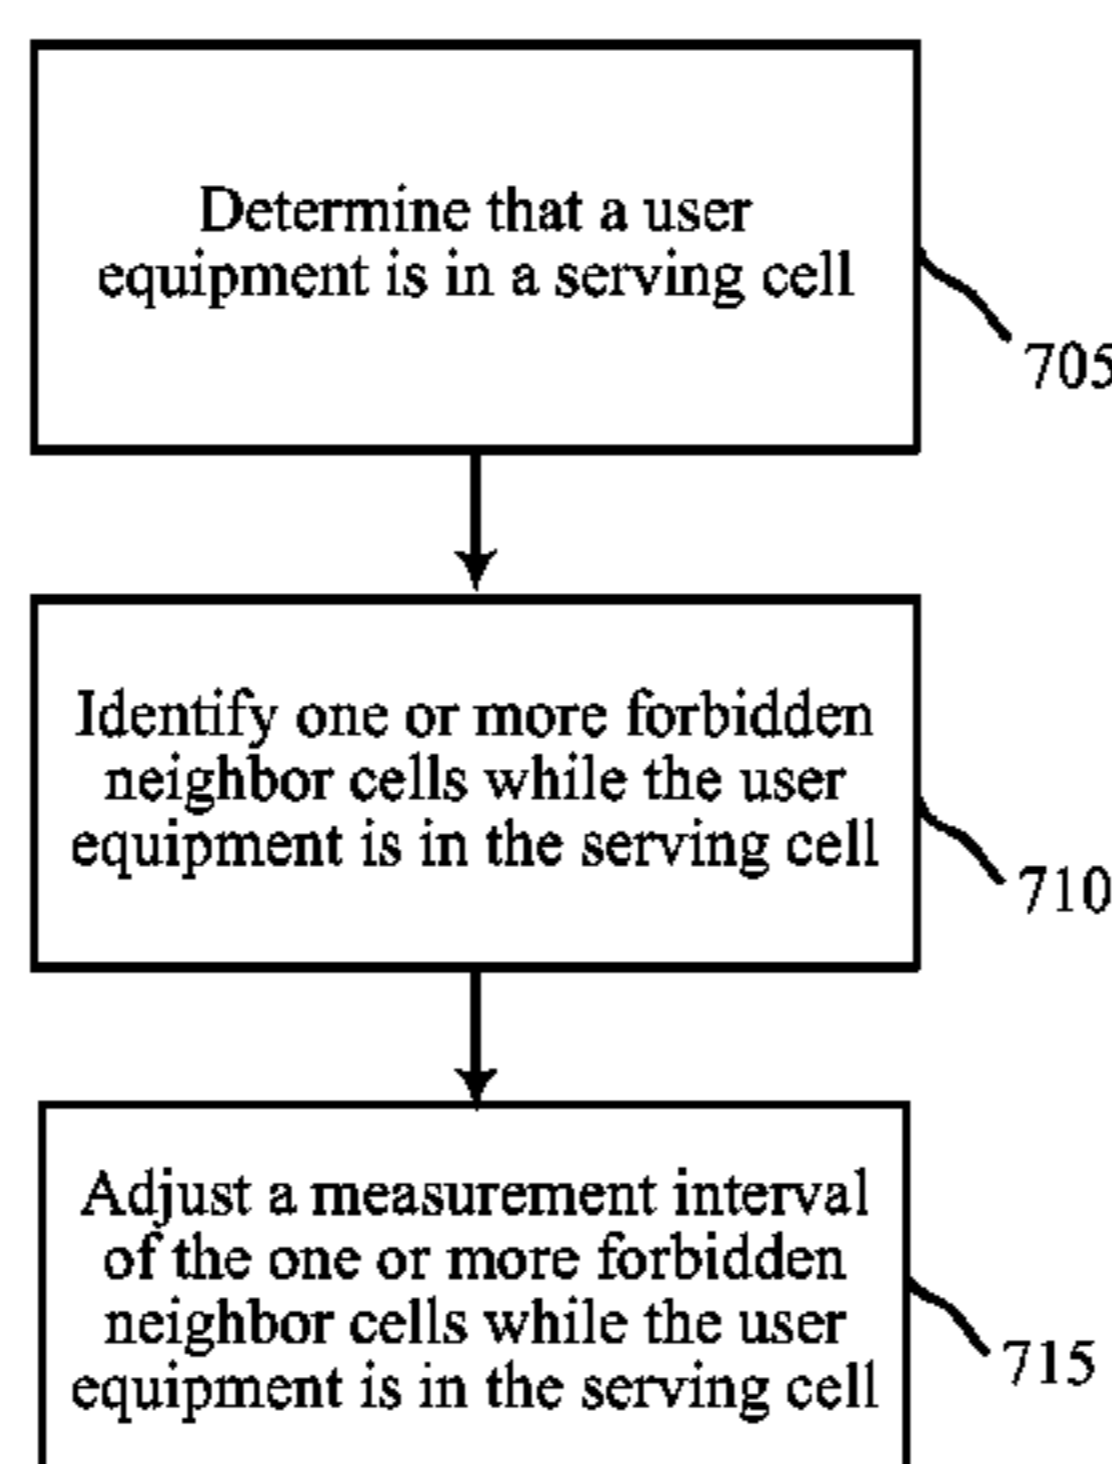 Determine that a user
equipment is in a serving cell
705
Identify one or more forbidden
neighbor cells while the user
equipment is in the serving cell
710
Adjust a measurement interval
of the one or more forbidden
neighbor cells while the user
equipment is in the serving cell
715